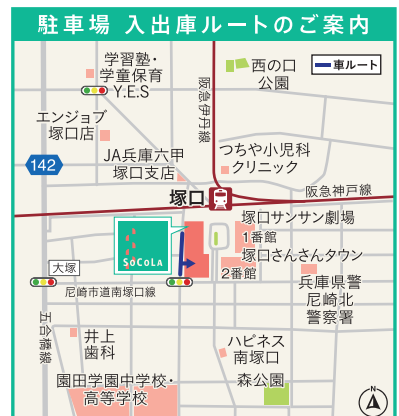 駐車場 入出庫ルートのご案内
学習塾・
学童保育
Y.E.S
西の口
公園
車ルート
阪急伊丹線
エンジョブ
塚口店
JA兵庫六甲
塚口支店
つちや小児科
クリニック
142
塚口
阪急神戸線
塚口サンサン劇場
1番館
塚口さんさんタウン
2番館
SOCOLA
大塚
尼崎市道南塚口線
兵庫県警
尼崎北
警察署
五合橋線
井上
歯科
ハピネス
南塚口
園田学園中学校・
高等学校
森公園
N